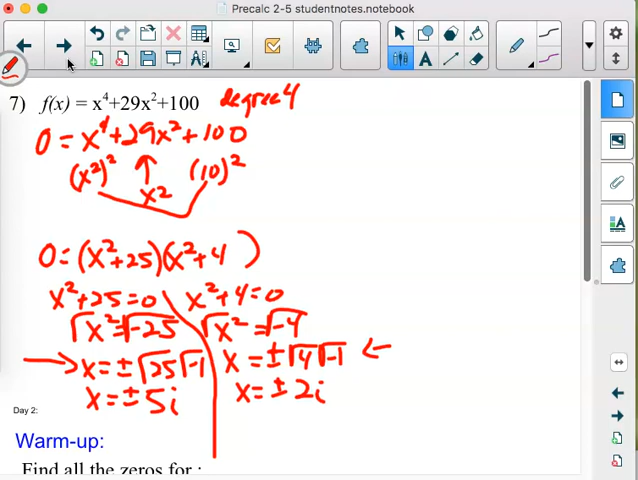 Precalc 2-5 studentnotes.notebook
7) f(x) = x⁴+29x²+100 degree 4
0 = x⁴+29x²+100
(x²)² ↑ (10)²
x²
0=(x²+25)(x²+4 )
x²+25=0 x²+4=0
√x²=√-25 √x²=√-4
→ x=±√25√-1 x=±√4√-1 ←
x=±5i x=±2i
Day 2:
Warm-up:
Find all the zeros for :